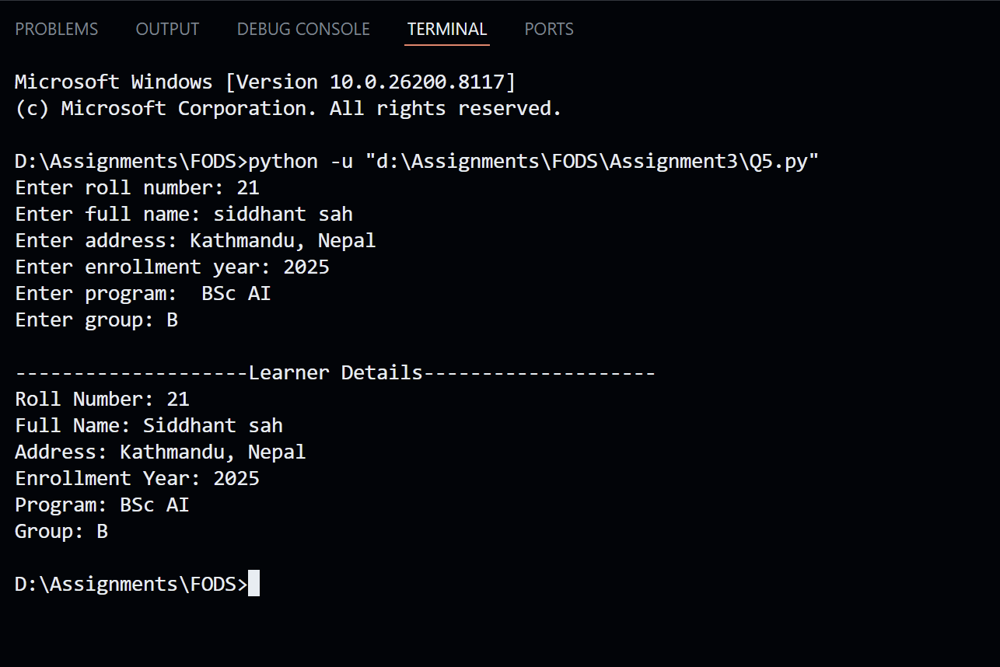 PROBLEMS OUTPUT DEBUG CONSOLE TERMINAL PORTS
Microsoft Windows [Version 10.0.26200.8117]
(c) Microsoft Corporation. All rights reserved.
D:\Assignments\FODS>python -u "d:\Assignments\FODS\Assignment3\Q5.py"
Enter roll number: 21
Enter full name: siddhant sah
Enter address: Kathmandu, Nepal
Enter enrollment year: 2025
Enter program:  BSc AI
Enter group: B
--------------------Learner Details--------------------
Roll Number: 21
Full Name: Siddhant sah
Address: Kathmandu, Nepal
Enrollment Year: 2025
Program: BSc AI
Group: B
D:\Assignments\FODS>